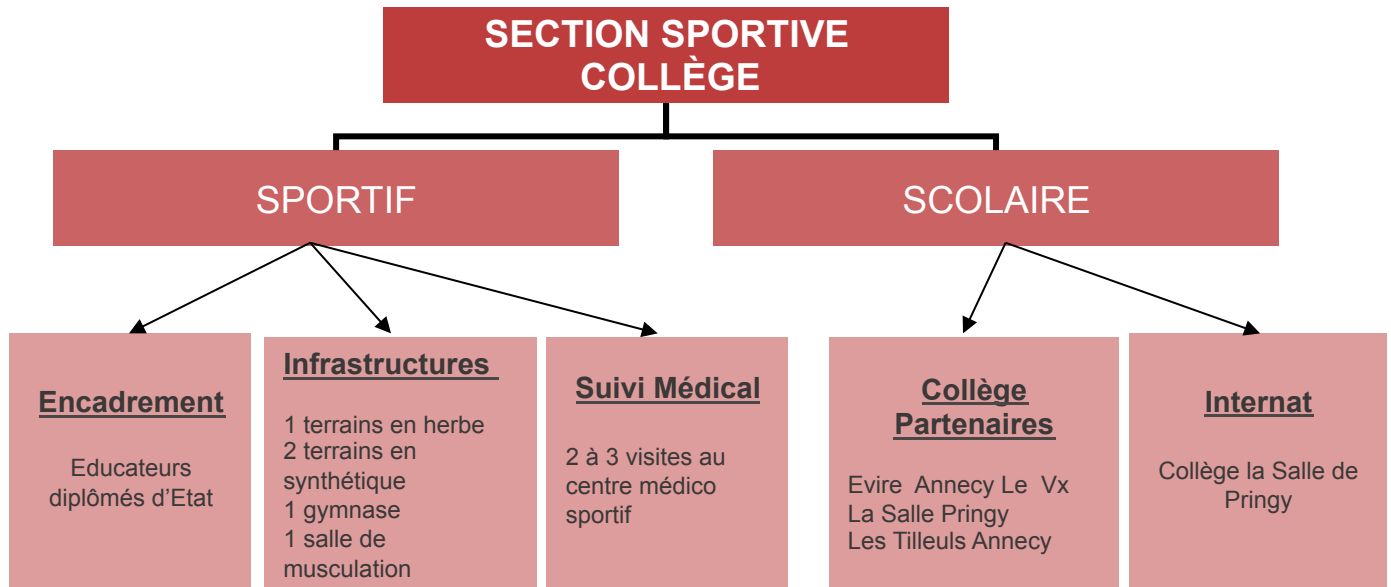 SECTION SPORTIVE
COLLÈGE
SPORTIF
SCOLAIRE
Encadrement
Educateurs
diplômés d’Etat
Infrastructures
1 terrains en herbe
2 terrains en
synthétique
1 gymnase
1 salle de
musculation
Suivi Médical
2 à 3 visites au
centre médico
sportif
Collège
Partenaires
Evire Annecy Le Vx
La Salle Pringy
Les Tilleuls Annecy
Internat
Collège la Salle de
Pringy